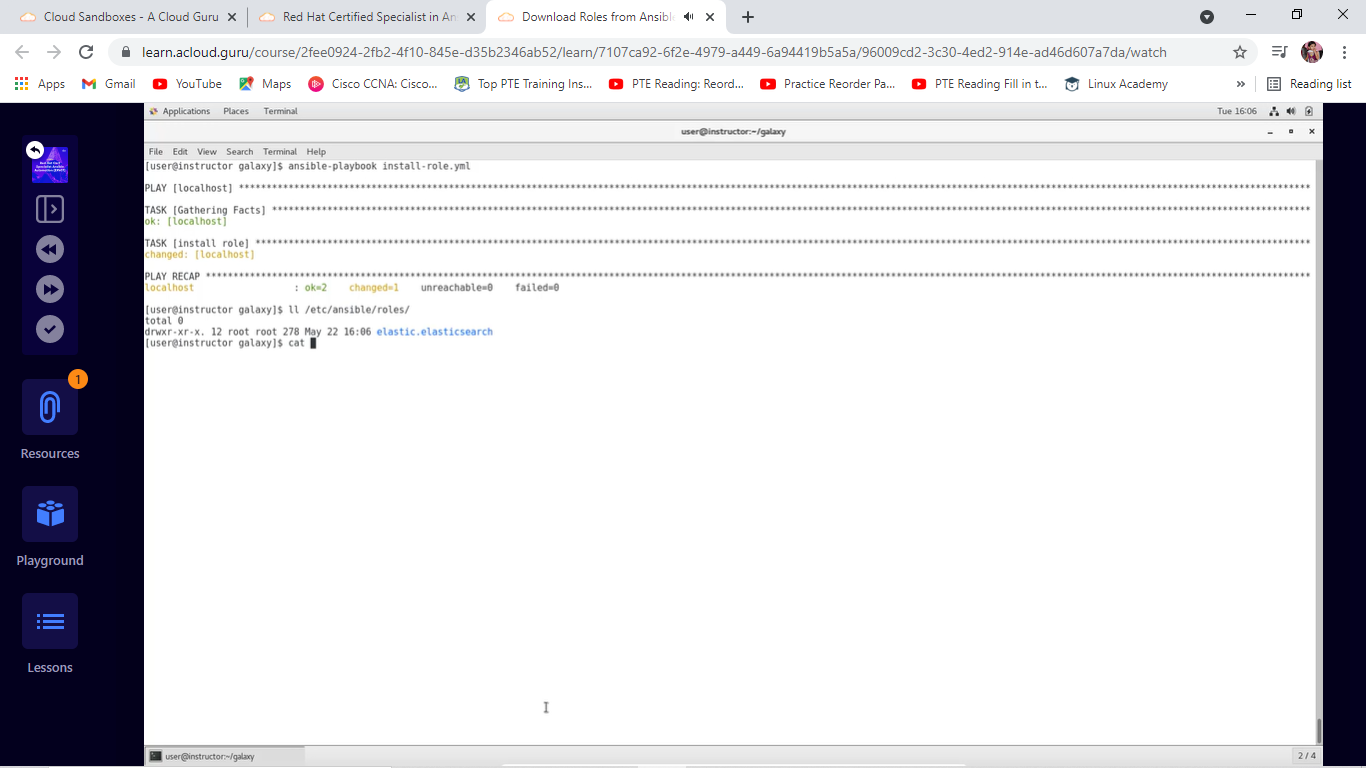 Cloud Sandboxes - A Cloud Guru
Red Hat Certified Specialist in An
Download Roles from Ansibl
learn.acloud.guru/course/2fee0924-2fb2-4f10-845e-d35b2346ab52/learn/7107ca92-6f2e-4979-a449-6a94419b5a5a/96009cd2-3c30-4ed2-914e-ad46d607a7da/watch
Apps Gmail YouTube Maps Cisco CCNA: Cisco... Top PTE Training Ins... PTE Reading: Reord... Practice Reorder Pa... PTE Reading Fill in t... Linux Academy » Reading list
Applications Places Terminal Tue 16:06
user@instructor:~/galaxy
File Edit View Search Terminal Help
[user@instructor galaxy]$ ansible-playbook install-role.yml
PLAY [localhost] ****
TASK [Gathering Facts] ****
ok: [localhost]
TASK [install role] ****
changed: [localhost]
PLAY RECAP ****
localhost : ok=2 changed=1 unreachable=0 failed=0
[user@instructor galaxy]$ ll /etc/ansible/roles/
total 0
drwxr-xr-x. 12 root root 278 May 22 16:06 elastic.elasticsearch
[user@instructor galaxy]$ cat
1
Resources
Playground
Lessons
user@instructor:~/galaxy
2 / 4